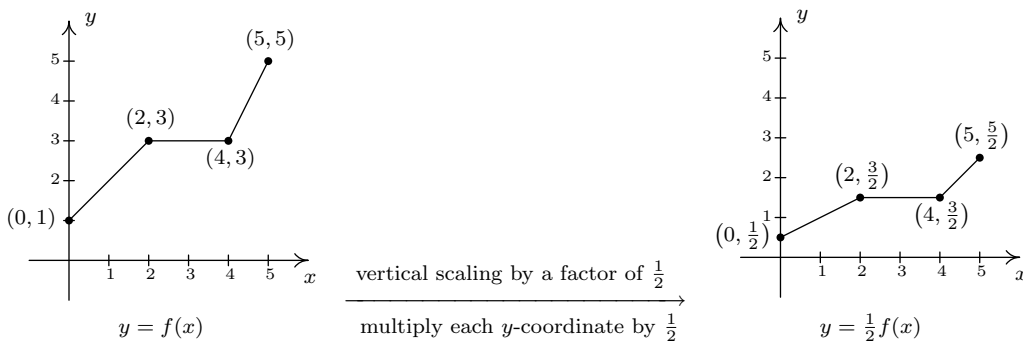 y
(5, 5)
5
4
(2, 3)
3
(4, 3)
2
(0, 1)
1 2 3 4 5
x
y = f(x)
vertical scaling by a factor of 1/2
multiply each y-coordinate by 1/2
y
5
4
3
(5, 5/2)
2
(2, 3/2)
(4, 3/2)
1
(0, 1/2)
1 2 3 4 5
x
y = 1/2 f(x)